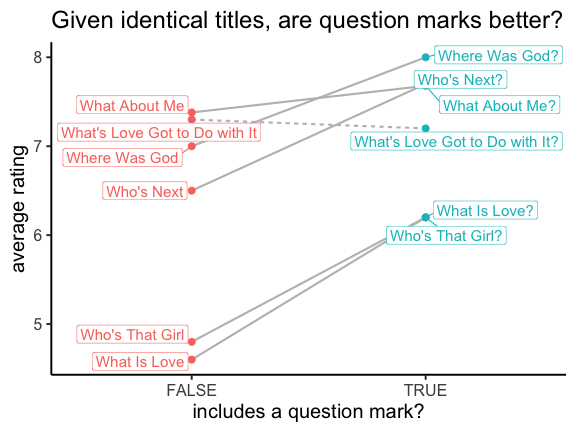 Given identical titles, are question marks better?
8
Where Was God?
Who's Next?
What About Me
What About Me?
7
What's Love Got to Do with It
What's Love Got to Do with It?
Where Was God
Who's Next
What Is Love?
6
Who's That Girl?
5
Who's That Girl
What Is Love
average rating
FALSE
TRUE
includes a question mark?